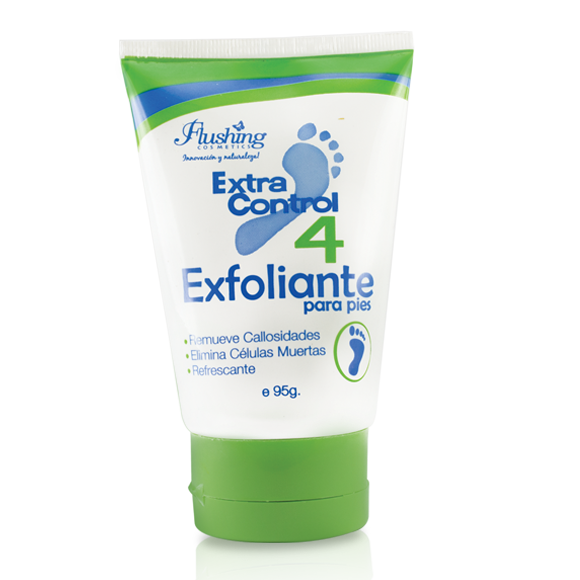 Flushing
COSMETICS
Innovación y naturaleza!
Extra
Control
4
Exfoliante
para pies
• Remueve Callosidades
• Elimina Células Muertas
• Refrescante
e 95g.